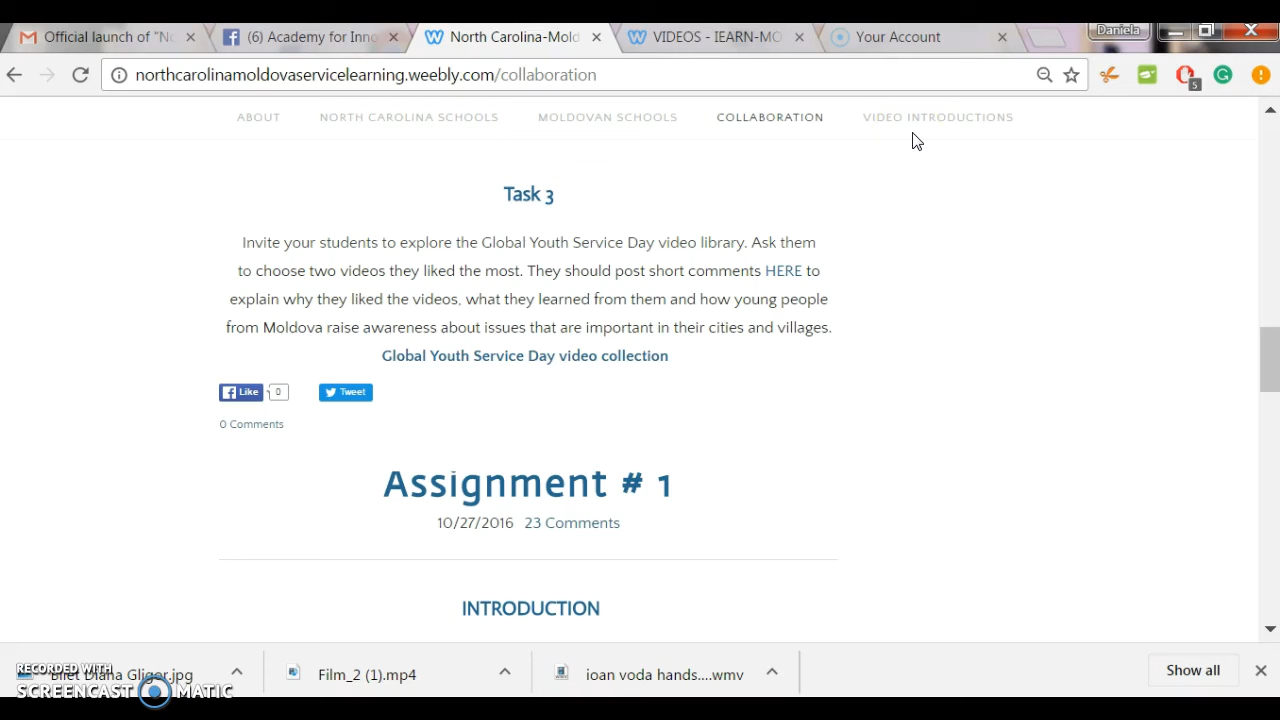 Official launch of "No
(6) Academy for Inno
North Carolina-Mold
VIDEOS - IEARN-MO
Your Account
Daniela
northcarolinamoldovaservicelearning.weebly.com/collaboration
5
ABOUT
NORTH CAROLINA SCHOOLS
MOLDOVAN SCHOOLS
COLLABORATION
VIDEO INTRODUCTIONS
Task 3
Invite your students to explore the Global Youth Service Day video library. Ask them
to choose two videos they liked the most. They should post short comments HERE to
explain why they liked the videos, what they learned from them and how young people
from Moldova raise awareness about issues that are important in their cities and villages.
Global Youth Service Day video collection
Like
0
Tweet
0 Comments
Assignment # 1
10/27/2016 23 Comments
INTRODUCTION
Bilet Diana Gligor.jpg
Film_2 (1).mp4
ioan voda hands....wmv
Show all
RECORDED WITH
SCREENCAST MATIC